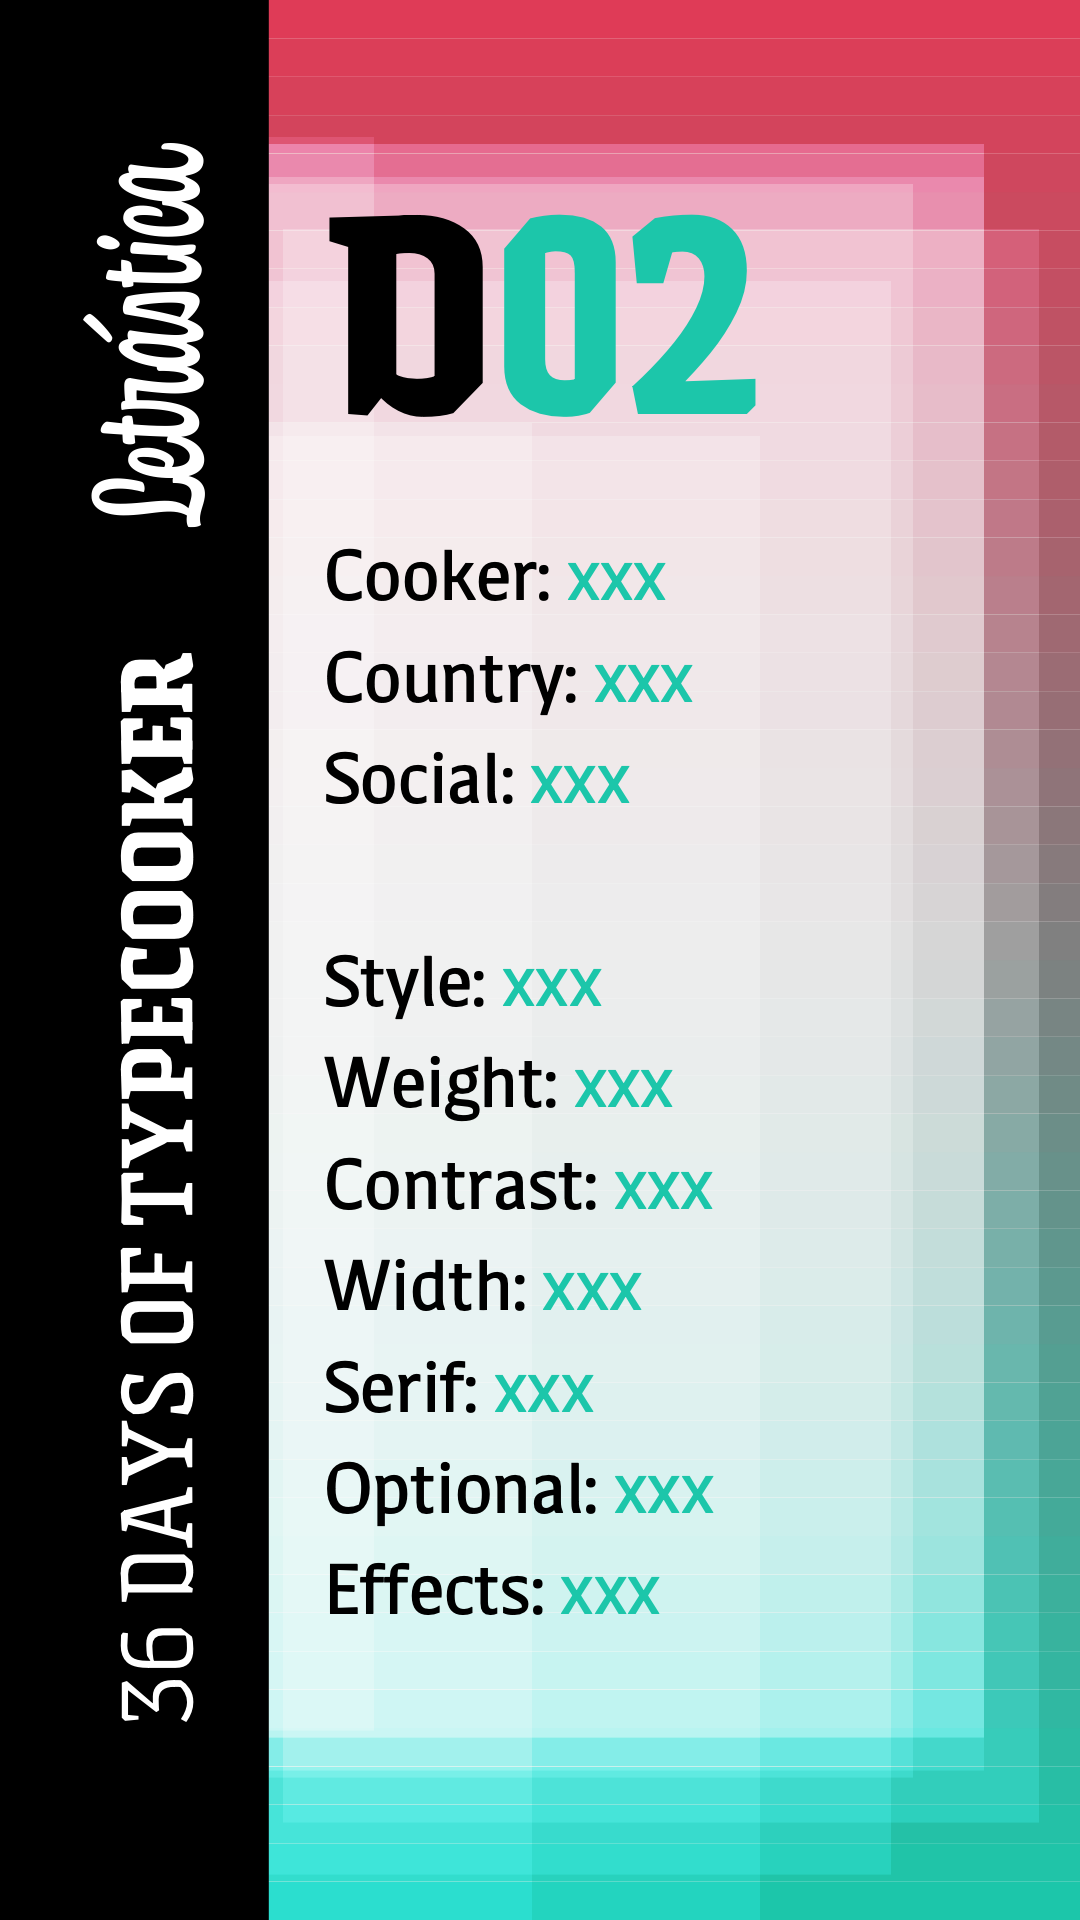 Letrástica
36 DAYS OF TYPECOOKER
D02
Cooker: xxx
Country: xxx
Social: xxx
Style: xxx
Weight: xxx
Contrast: xxx
Width: xxx
Serif: xxx
Optional: xxx
Effects: xxx